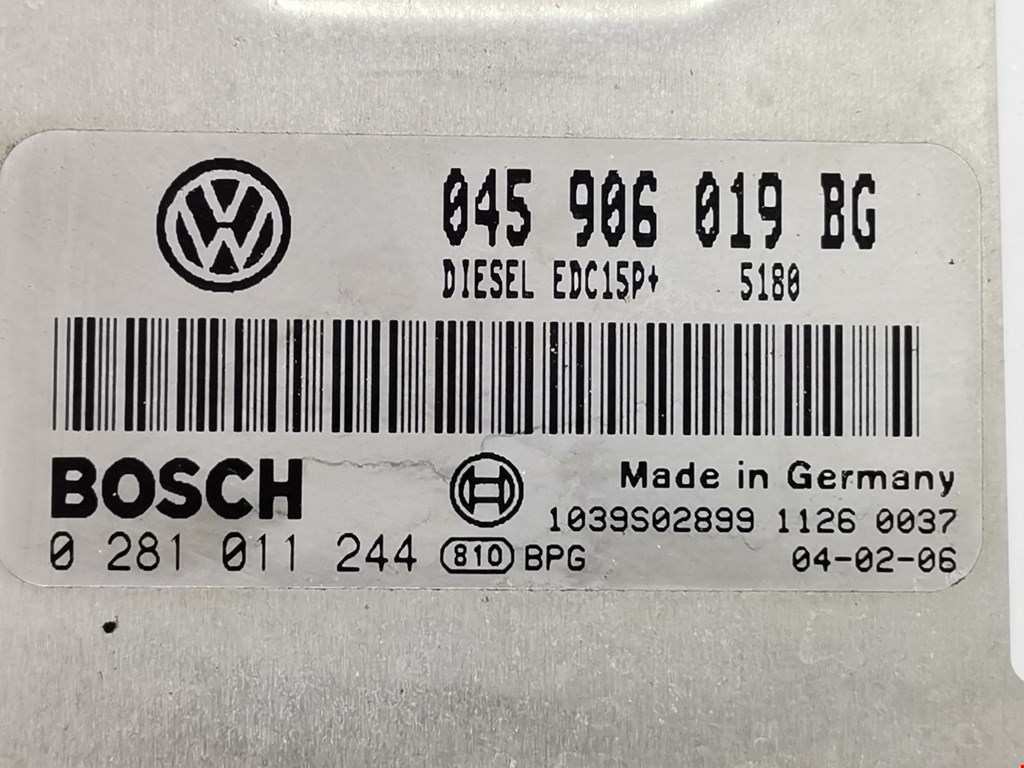 045 906 019 BG
DIESEL EDC15P+ 5180
BOSCH
Made in Germany
1039S02899 1126 0037
0 281 011 244 810 BPG 04-02-06